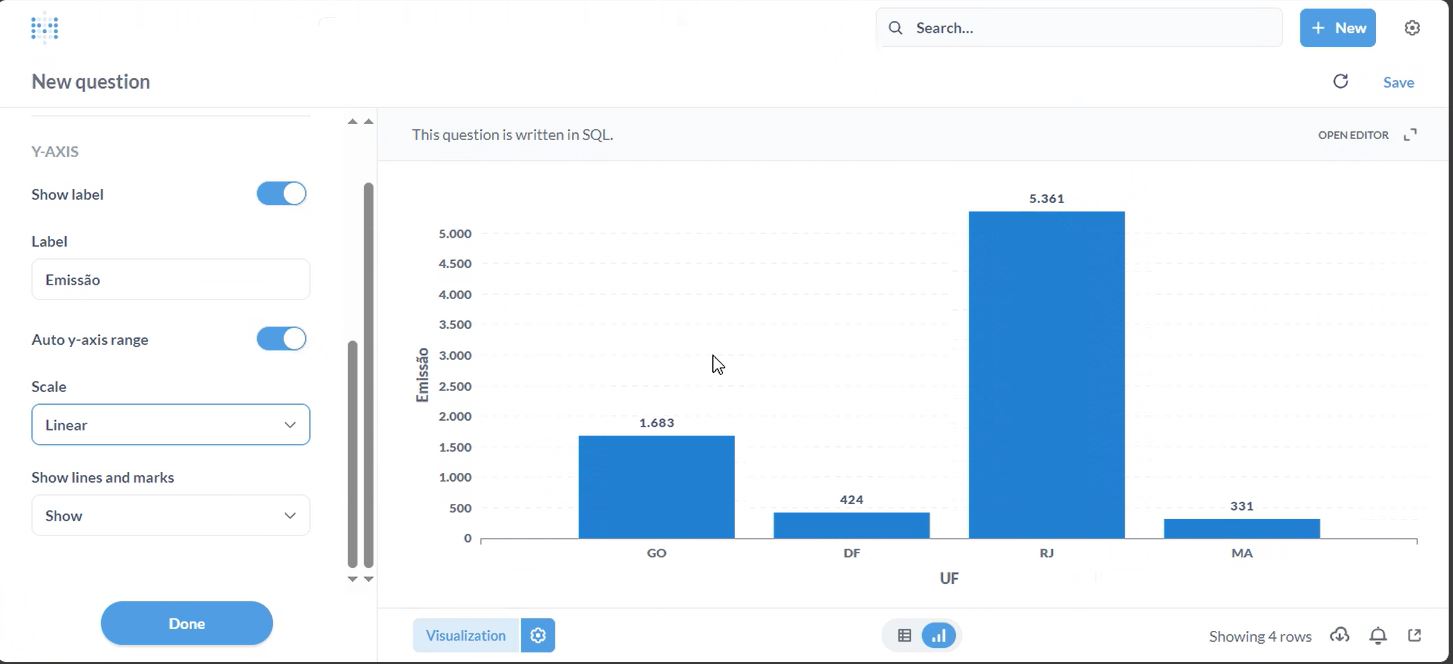 Search...
+ New
New question
Save
Y-AXIS
Show label
Label
Emissão
Auto y-axis range
Scale
Linear
Show lines and marks
Show
Done
This question is written in SQL.
OPEN EDITOR
5.361
5.000
4.500
4.000
3.500
3.000
2.500
2.000
1.683
1.500
1.000
424
331
500
0
Emissão
GO
DF
RJ
MA
UF
Visualization
Showing 4 rows